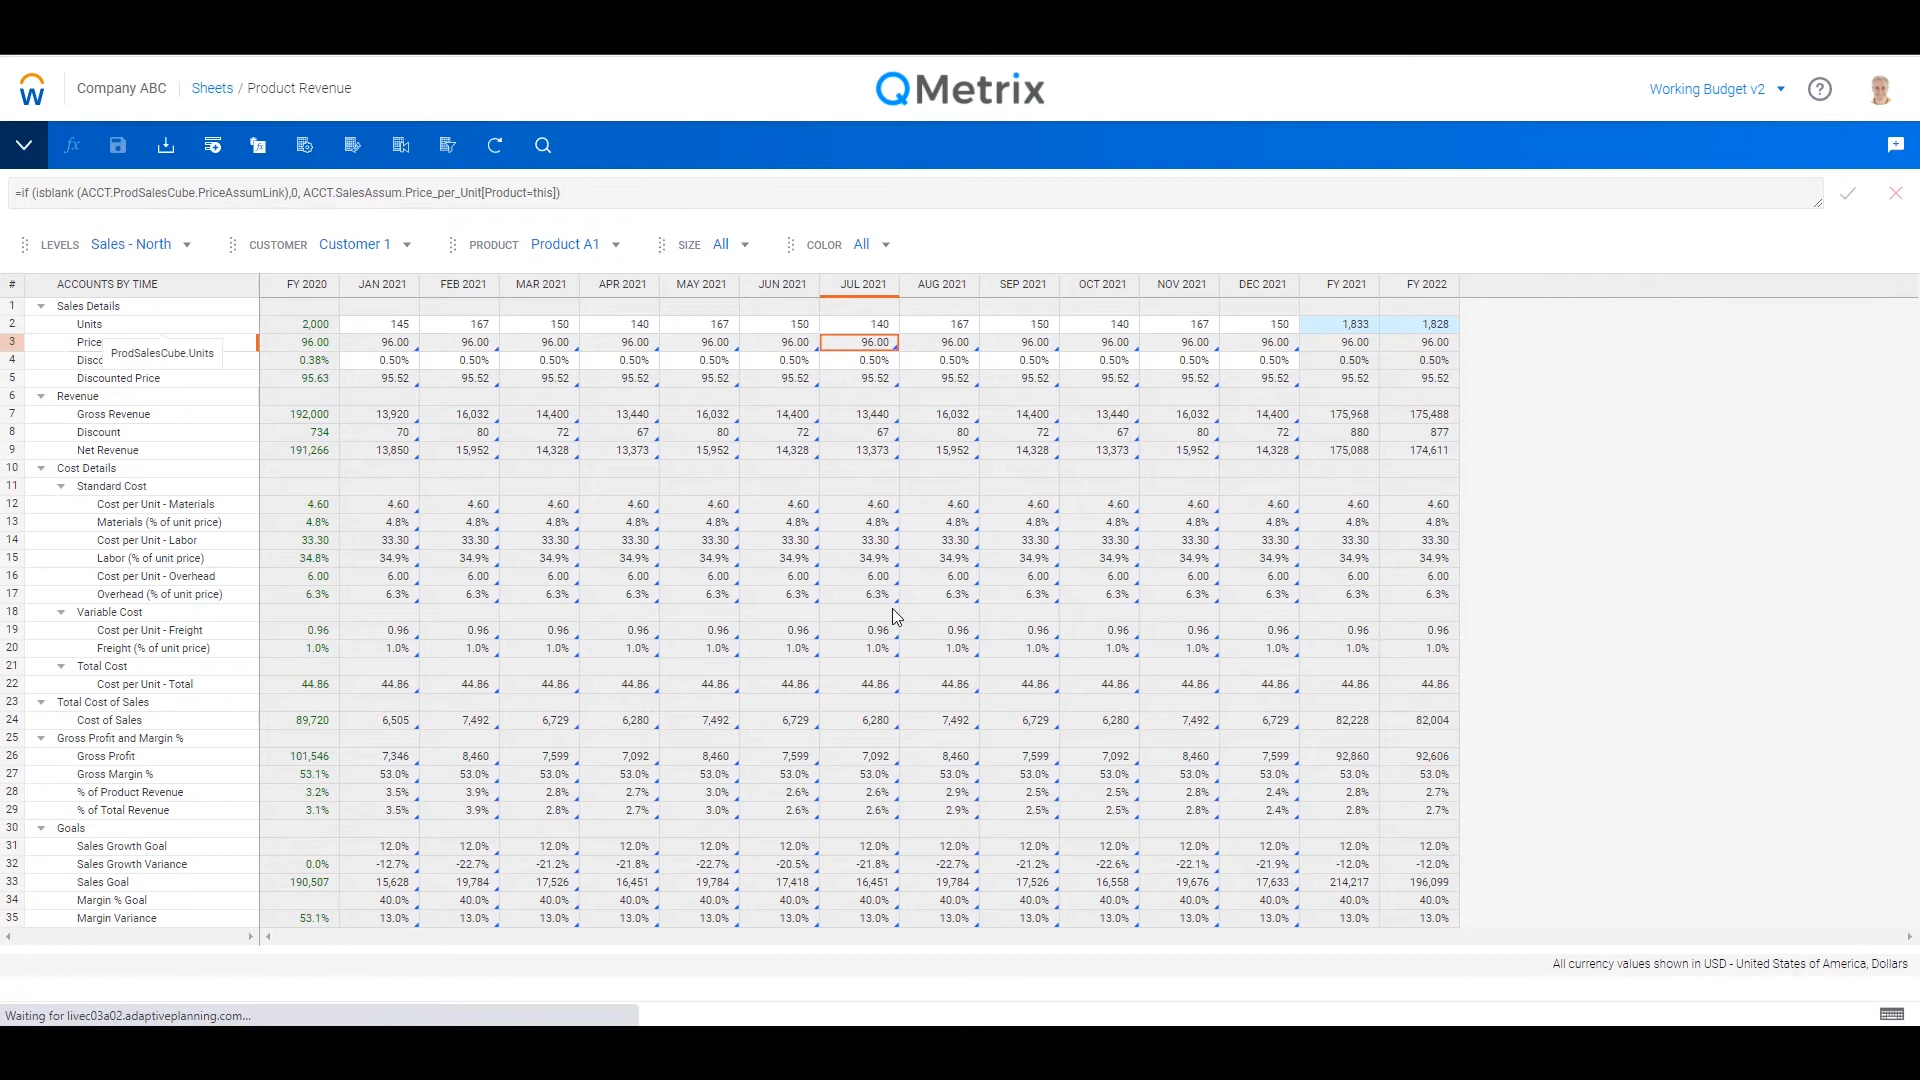 w Company ABC Sheets / Product Revenue QMetrix Working Budget v2 ?
fx
=if (isblank (ACCT.ProdSalesCube.PriceAssumLink),0, ACCT.SalesAssum.Price_per_Unit[Product=this])
LEVELS Sales - North CUSTOMER Customer 1 PRODUCT Product A1 SIZE All COLOR All
# ACCOUNTS BY TIME FY 2020 JAN 2021 FEB 2021 MAR 2021 APR 2021 MAY 2021 JUN 2021 JUL 2021 AUG 2021 SEP 2021 OCT 2021 NOV 2021 DEC 2021 FY 2021 FY 2022
1 Sales Details
2 Units 2,000 145 167 150 140 167 150 140 167 150 140 167 150 1,833 1,828
3 Price 96.00 96.00 96.00 96.00 96.00 96.00 96.00 96.00 96.00 96.00 96.00 96.00 96.00 96.00 96.00
ProdSalesCube.Units
4 Disco 0.38% 0.50% 0.50% 0.50% 0.50% 0.50% 0.50% 0.50% 0.50% 0.50% 0.50% 0.50% 0.50% 0.50% 0.50%
5 Discounted Price 95.63 95.52 95.52 95.52 95.52 95.52 95.52 95.52 95.52 95.52 95.52 95.52 95.52 95.52 95.52
6 Revenue
7 Gross Revenue 192,000 13,920 16,032 14,400 13,440 16,032 14,400 13,440 16,032 14,400 13,440 16,032 14,400 175,968 175,488
8 Discount 734 70 80 72 67 80 72 67 80 72 67 80 72 880 877
9 Net Revenue 191,266 13,850 15,952 14,328 13,373 15,952 14,328 13,373 15,952 14,328 13,373 15,952 14,328 175,088 174,611
10 Cost Details
11 Standard Cost
12 Cost per Unit - Materials 4.60 4.60 4.60 4.60 4.60 4.60 4.60 4.60 4.60 4.60 4.60 4.60 4.60 4.60 4.60
13 Materials (% of unit price) 4.8% 4.8% 4.8% 4.8% 4.8% 4.8% 4.8% 4.8% 4.8% 4.8% 4.8% 4.8% 4.8% 4.8% 4.8%
14 Cost per Unit - Labor 33.30 33.30 33.30 33.30 33.30 33.30 33.30 33.30 33.30 33.30 33.30 33.30 33.30 33.30 33.30
15 Labor (% of unit price) 34.8% 34.9% 34.9% 34.9% 34.9% 34.9% 34.9% 34.9% 34.9% 34.9% 34.9% 34.9% 34.9% 34.9% 34.9%
16 Cost per Unit - Overhead 6.00 6.00 6.00 6.00 6.00 6.00 6.00 6.00 6.00 6.00 6.00 6.00 6.00 6.00 6.00
17 Overhead (% of unit price) 6.3% 6.3% 6.3% 6.3% 6.3% 6.3% 6.3% 6.3% 6.3% 6.3% 6.3% 6.3% 6.3% 6.3% 6.3%
18 Variable Cost
19 Cost per Unit - Freight 0.96 0.96 0.96 0.96 0.96 0.96 0.96 0.96 0.96 0.96 0.96 0.96 0.96 0.96 0.96
20 Freight (% of unit price) 1.0% 1.0% 1.0% 1.0% 1.0% 1.0% 1.0% 1.0% 1.0% 1.0% 1.0% 1.0% 1.0% 1.0% 1.0%
21 Total Cost
22 Cost per Unit - Total 44.86 44.86 44.86 44.86 44.86 44.86 44.86 44.86 44.86 44.86 44.86 44.86 44.86 44.86 44.86
23 Total Cost of Sales
24 Cost of Sales 89,720 6,505 7,492 6,729 6,280 7,492 6,729 6,280 7,492 6,729 6,280 7,492 6,729 82,228 82,004
25 Gross Profit and Margin %
26 Gross Profit 101,546 7,346 8,460 7,599 7,092 8,460 7,599 7,092 8,460 7,599 7,092 8,460 7,599 92,860 92,606
27 Gross Margin % 53.1% 53.0% 53.0% 53.0% 53.0% 53.0% 53.0% 53.0% 53.0% 53.0% 53.0% 53.0% 53.0% 53.0% 53.0%
28 % of Product Revenue 3.2% 3.5% 3.9% 2.8% 2.7% 3.0% 2.6% 2.6% 2.9% 2.5% 2.5% 2.8% 2.4% 2.8% 2.7%
29 % of Total Revenue 3.1% 3.5% 3.9% 2.8% 2.7% 3.0% 2.6% 2.6% 2.9% 2.5% 2.5% 2.8% 2.4% 2.8% 2.7%
30 Goals
31 Sales Growth Goal 12.0% 12.0% 12.0% 12.0% 12.0% 12.0% 12.0% 12.0% 12.0% 12.0% 12.0% 12.0% 12.0% 12.0%
32 Sales Growth Variance 0.0% -12.7% -22.7% -21.2% -21.8% -22.7% -20.5% -21.8% -22.7% -21.2% -22.6% -22.1% -21.9% -12.0% -12.0%
33 Sales Goal 190,507 15,628 19,784 17,526 16,451 19,784 17,418 16,451 19,784 17,526 16,558 19,676 17,633 214,217 196,099
34 Margin % Goal 40.0% 40.0% 40.0% 40.0% 40.0% 40.0% 40.0% 40.0% 40.0% 40.0% 40.0% 40.0% 40.0% 40.0%
35 Margin Variance 53.1% 13.0% 13.0% 13.0% 13.0% 13.0% 13.0% 13.0% 13.0% 13.0% 13.0% 13.0% 13.0% 13.0% 13.0%
All currency values shown in USD - United States of America, Dollars
Waiting for livec03a02.adaptiveplanning.com...